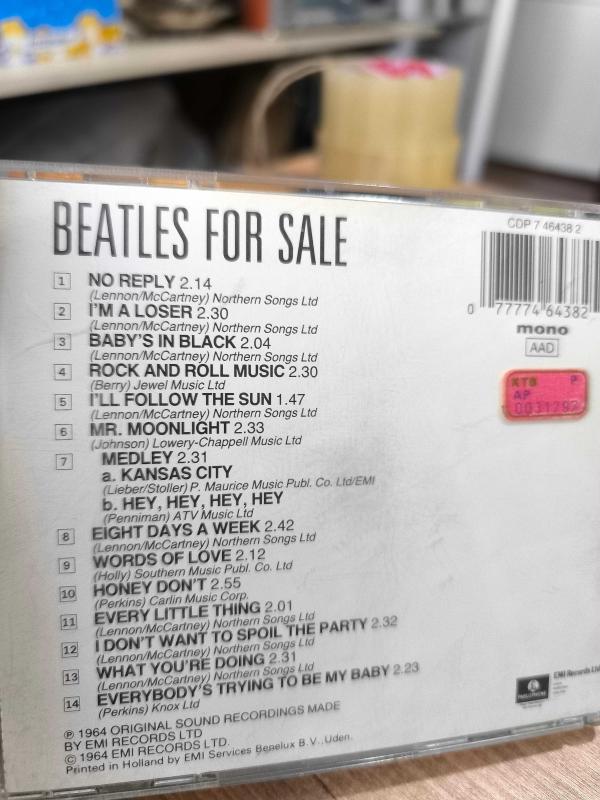 BEATLES FOR SALE
CDP 7 46438 2
0 77774 64382
mono
AAD
KTB P
AP
0031792
1 NO REPLY 2.14
(Lennon/McCartney) Northern Songs Ltd
2 I'M A LOSER 2.30
(Lennon/McCartney) Northern Songs Ltd
3 BABY'S IN BLACK 2.04
(Lennon/McCartney) Northern Songs Ltd
4 ROCK AND ROLL MUSIC 2.30
(Berry) Jewel Music Ltd
5 I'LL FOLLOW THE SUN 1.47
(Lennon/McCartney) Northern Songs Ltd
6 MR. MOONLIGHT 2.33
(Johnson) Lowery-Chappell Music Ltd
7 MEDLEY 2.31
a. KANSAS CITY
(Lieber/Stoller) P. Maurice Music Publ. Co. Ltd/EMI
b. HEY, HEY, HEY, HEY
(Penniman) ATV Music Ltd
8 EIGHT DAYS A WEEK 2.42
(Lennon/McCartney) Northern Songs Ltd
9 WORDS OF LOVE 2.12
(Holly) Southern Music Publ. Co. Ltd
10 HONEY DON'T 2.55
(Perkins) Carlin Music Corp.
11 EVERY LITTLE THING 2.01
(Lennon/McCartney) Northern Songs Ltd
12 I DON'T WANT TO SPOIL THE PARTY 2.32
(Lennon/McCartney) Northern Songs Ltd
13 WHAT YOU'RE DOING 2.31
(Lennon/McCartney) Northern Songs Ltd
14 EVERYBODY'S TRYING TO BE MY BABY 2.23
(Perkins) Knox Ltd
℗ 1964 ORIGINAL SOUND RECORDINGS MADE
BY EMI RECORDS LTD
© 1964 EMI RECORDS LTD.
Printed in Holland by EMI Services Benelux B.V., Uden.
PARLOPHONE
EMI Records Ltd